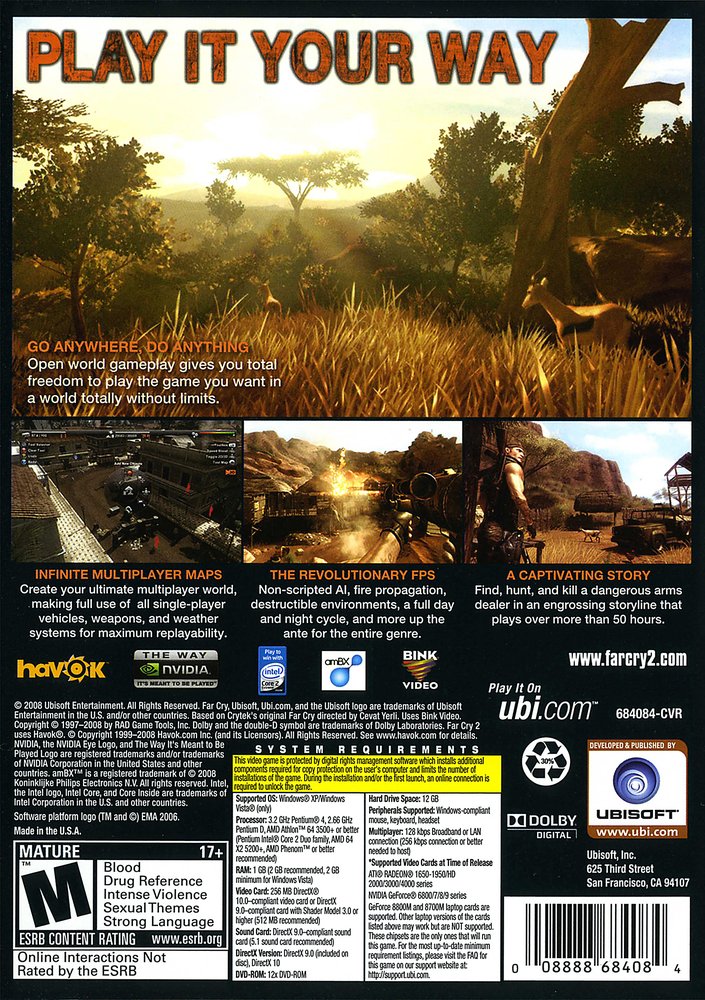 PLAY IT YOUR WAY
GO ANYWHERE, DO ANYTHING
Open world gameplay gives you total
freedom to play the game you want in
a world totally without limits.
INFINITE MULTIPLAYER MAPS
Create your ultimate multiplayer world,
making full use of all single-player
vehicles, weapons, and weather
systems for maximum replayability.
THE REVOLUTIONARY FPS
Non-scripted AI, fire propagation,
destructible environments, a full day
and night cycle, and more up the
ante for the entire genre.
A CAPTIVATING STORY
Find, hunt, and kill a dangerous arms
dealer in an engrossing storyline that
plays over more than 50 hours.
havok
THE WAY
NVIDIA
IT'S MEANT TO BE PLAYED
Play to
win with
intel
Core 2
amBX
BINK
VIDEO
www.farcry2.com
Play It On
ubi.com™
684084-CVR
© 2008 Ubisoft Entertainment. All Rights Reserved. Far Cry, Ubisoft, Ubi.com, and the Ubisoft logo are trademarks of Ubisoft
Entertainment in the U.S. and/or other countries. Based on Crytek's original Far Cry directed by Cevat Yerli. Uses Bink Video.
Copyright © 1997–2008 by RAD Game Tools, Inc. Dolby and the double-D symbol are trademarks of Dolby Laboratories. Far Cry 2
uses Havok®. © Copyright 1999–2008 Havok.com Inc. (and its Licensors). All Rights Reserved. See www.havok.com for details.
NVIDIA, the NVIDIA Eye Logo, and The Way It's Meant to Be
Played Logo are registered trademarks and/or trademarks
of NVIDIA Corporation in the United States and other
countries. amBX™ is a registered trademark of © 2008
Koninklijke Philips Electronics N.V. All rights reserved. Intel,
the Intel logo, Intel Core, and Core Inside are trademarks of
Intel Corporation in the U.S. and other countries.
Software platform logo (TM and ©) EMA 2006.
Made in the U.S.A.
SYSTEM REQUIREMENTS
This video game is protected by digital rights management software which installs additional
components required for copy protection on the user's computer and limits the number of
installations of the game. During the installation and/or the first launch, an online connection is
required to unlock the game.
Supported OS: Windows® XP/Windows
Vista® (only)
Processor: 3.2 GHz Pentium® 4, 2.66 GHz
Pentium D, AMD Athlon™ 64 3500+ or better
(Pentium Intel® Core 2 Duo family, AMD 64
X2 5200+, AMD Phenom™ or better
recommended)
RAM: 1 GB (2 GB recommended, 2 GB
minimum for Windows Vista)
Video Card: 256 MB DirectX®
10.0–compliant video card or DirectX
9.0–compliant card with Shader Model 3.0 or
higher (512 MB recommended)
Sound Card: DirectX 9.0–compliant sound
card (5.1 sound card recommended)
DirectX Version: DirectX 9.0 (included on
disc), DirectX 10
DVD-ROM: 12x DVD-ROM
Hard Drive Space: 12 GB
Peripherals Supported: Windows-compliant
mouse, keyboard, headset
Multiplayer: 128 kbps Broadband or LAN
connection (256 kbps connection or better
needed to host)
*Supported Video Cards at Time of Release
ATI® RADEON® 1650-1950/HD
2000/3000/4000 series
NVIDIA GeForce® 6800/7/8/9 series
GeForce 8800M and 8700M laptop cards are
supported. Other laptop versions of the cards
listed above may work but are NOT supported.
These chipsets are the only ones that will run
this game. For the most up-to-date minimum
requirement listings, please visit the FAQ for
this game on our support website at:
http://support.ubi.com.
30%
DOLBY
DIGITAL
DEVELOPED & PUBLISHED BY
UBISOFT
www.ubi.com
Ubisoft, Inc.
625 Third Street
San Francisco, CA 94107
MATURE 17+
M
Blood
Drug Reference
Intense Violence
Sexual Themes
Strong Language
ESRB CONTENT RATING www.esrb.org
Online Interactions Not
Rated by the ESRB
0 08888 68408 4